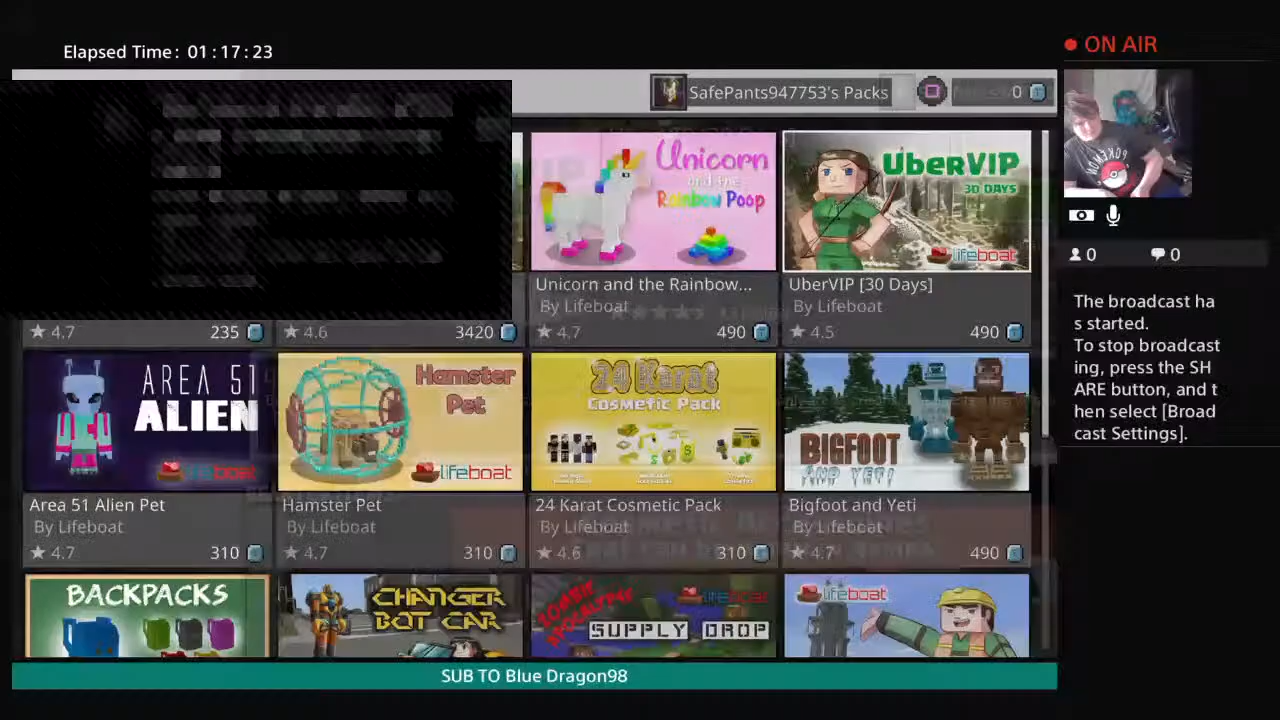 Elapsed Time: 01:17:23
ON AIR
SafePants947753's Packs
0
Unicorn
and the
Rainbow Poop
UBERVIP
30 DAYS
lifeboat
0
0
Unicorn and the Rainbow...
By Lifeboat
4.7
490
UberVIP [30 Days]
By Lifeboat
4.5
490
4.7
235
4.6
3420
The broadcast ha
s started.
To stop broadcast
ing, press the SH
ARE button, and t
hen select [Broad
cast Settings].
AREA 51
ALIEN
lifeboat
Hamster
Pet
lifeboat
24 Karat
Cosmetic Pack
BIGFOOT
AND YETI
Area 51 Alien Pet
By Lifeboat
4.7
310
Hamster Pet
By Lifeboat
4.7
310
24 Karat Cosmetic Pack
By Lifeboat
4.6
310
Bigfoot and Yeti
By Lifeboat
4.7
490
BACKPACKS
CHANGER
BOT CAR
ZOMBIE
APOCALYPSE
lifeboat
SUPPLY DROP
lifeboat
SUB TO Blue Dragon98